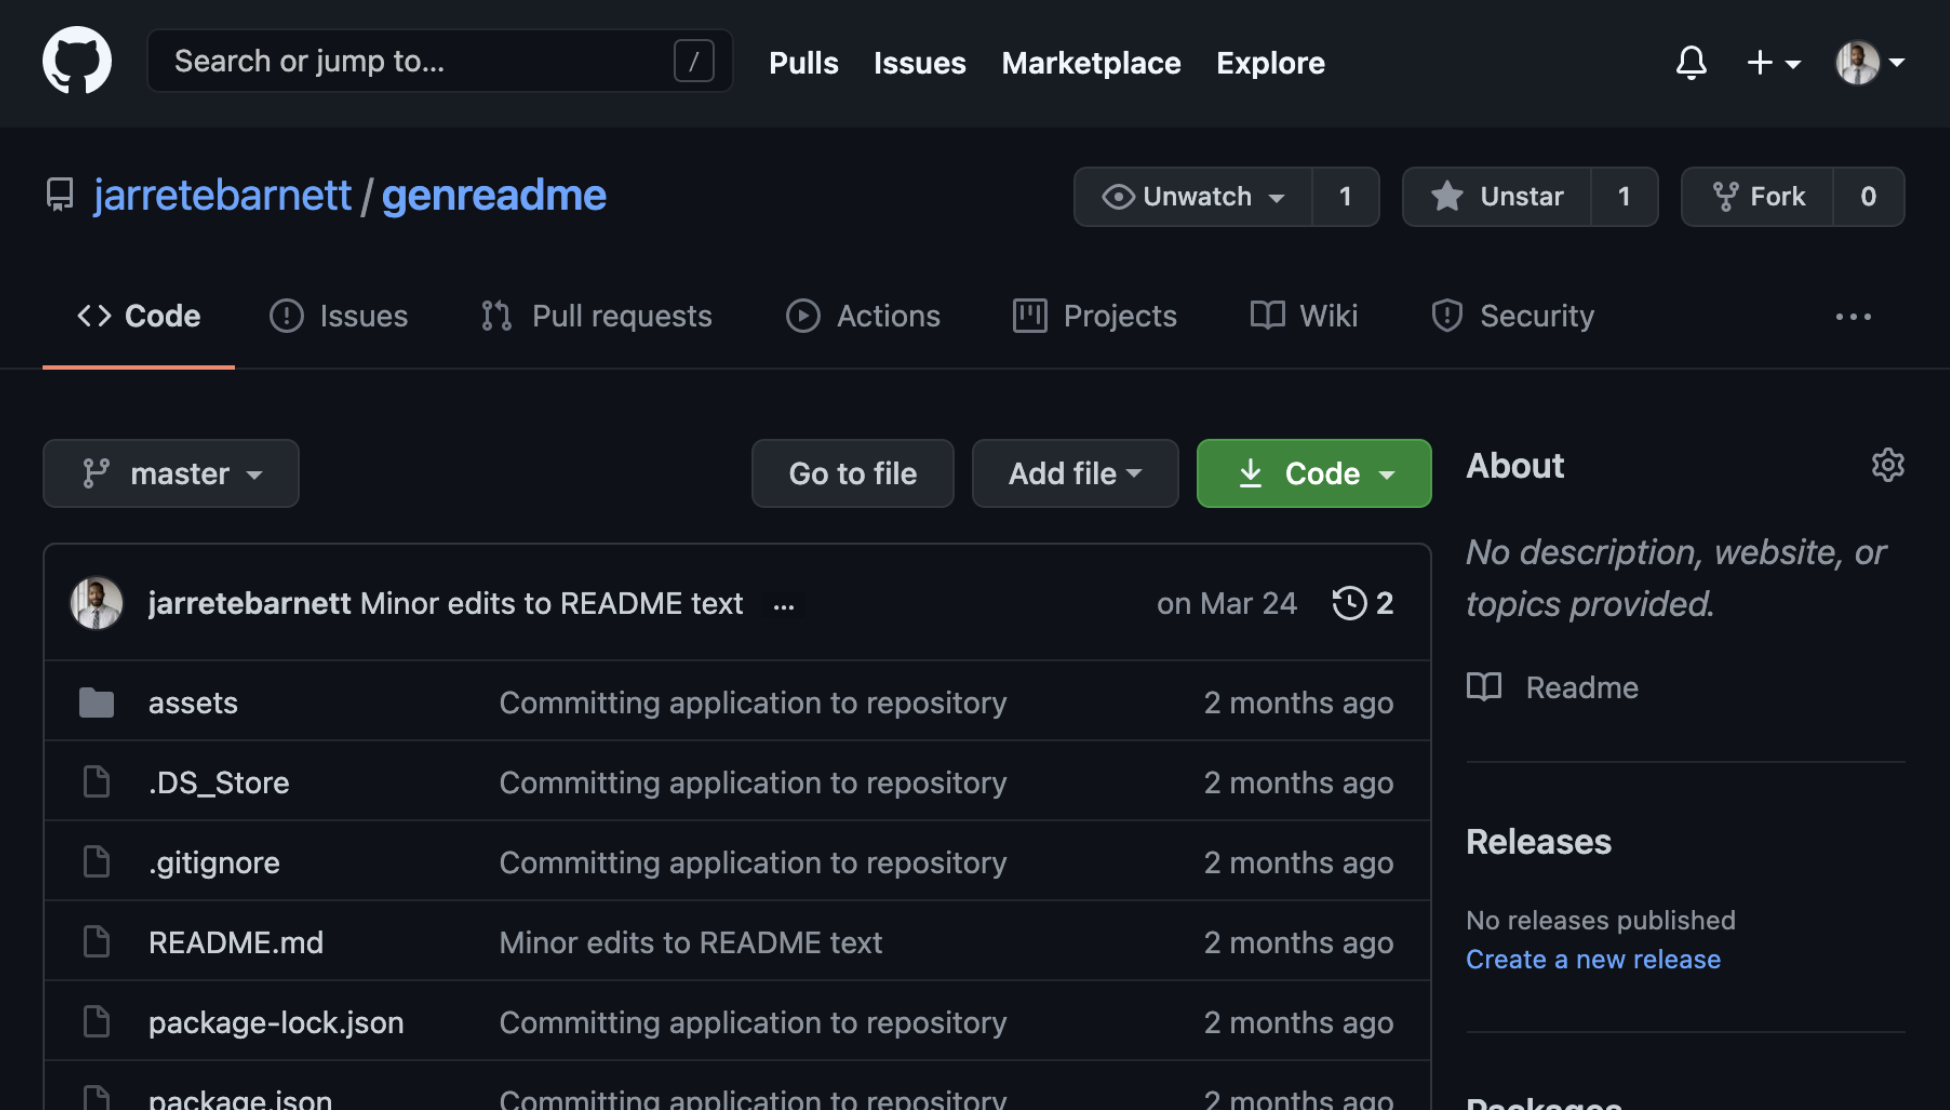 Search or jump to... / Pulls Issues Marketplace Explore
jarretebarnett / genreadme Unwatch 1 Unstar 1 Fork 0
Code Issues Pull requests Actions Projects Wiki Security ...
master Go to file Add file Code
About
No description, website, or
topics provided.
Readme
jarretebarnett Minor edits to README text ... on Mar 24 2
assets Committing application to repository 2 months ago
.DS_Store Committing application to repository 2 months ago
.gitignore Committing application to repository 2 months ago
README.md Minor edits to README text 2 months ago
package-lock.json Committing application to repository 2 months ago
package.json Committing application to repository 2 months ago
Releases
No releases published
Create a new release
Packages